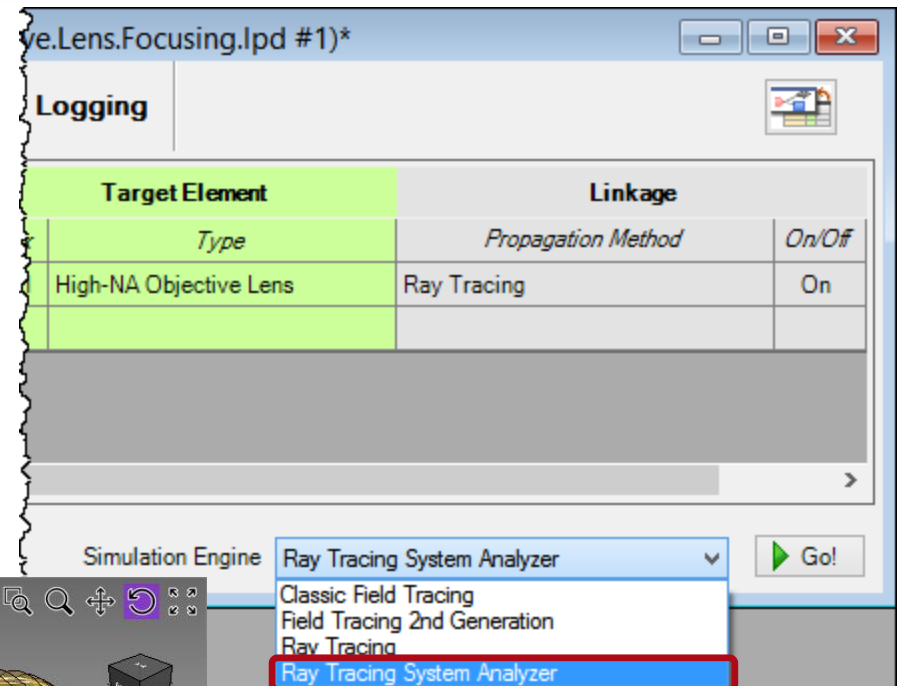 ve.Lens.Focusing.lpd #1)*
Logging
Target Element Linkage
Type Propagation Method On/Off
High-NA Objective Lens Ray Tracing On
Simulation Engine Ray Tracing System Analyzer Go!
Classic Field Tracing
Field Tracing 2nd Generation
Ray Tracing
Ray Tracing System Analyzer